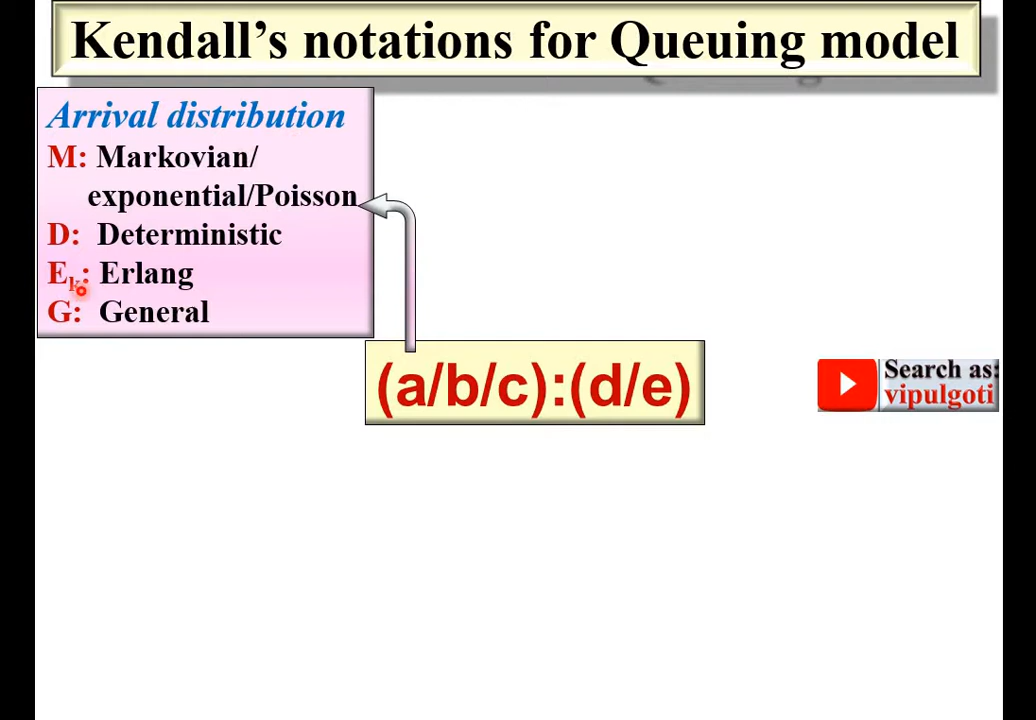 Kendall’s notations for Queuing model
Arrival distribution
M: Markovian/
exponential/Poisson
D: Deterministic
Ek: Erlang
G: General
(a/b/c):(d/e)
Search as:
vipulgoti